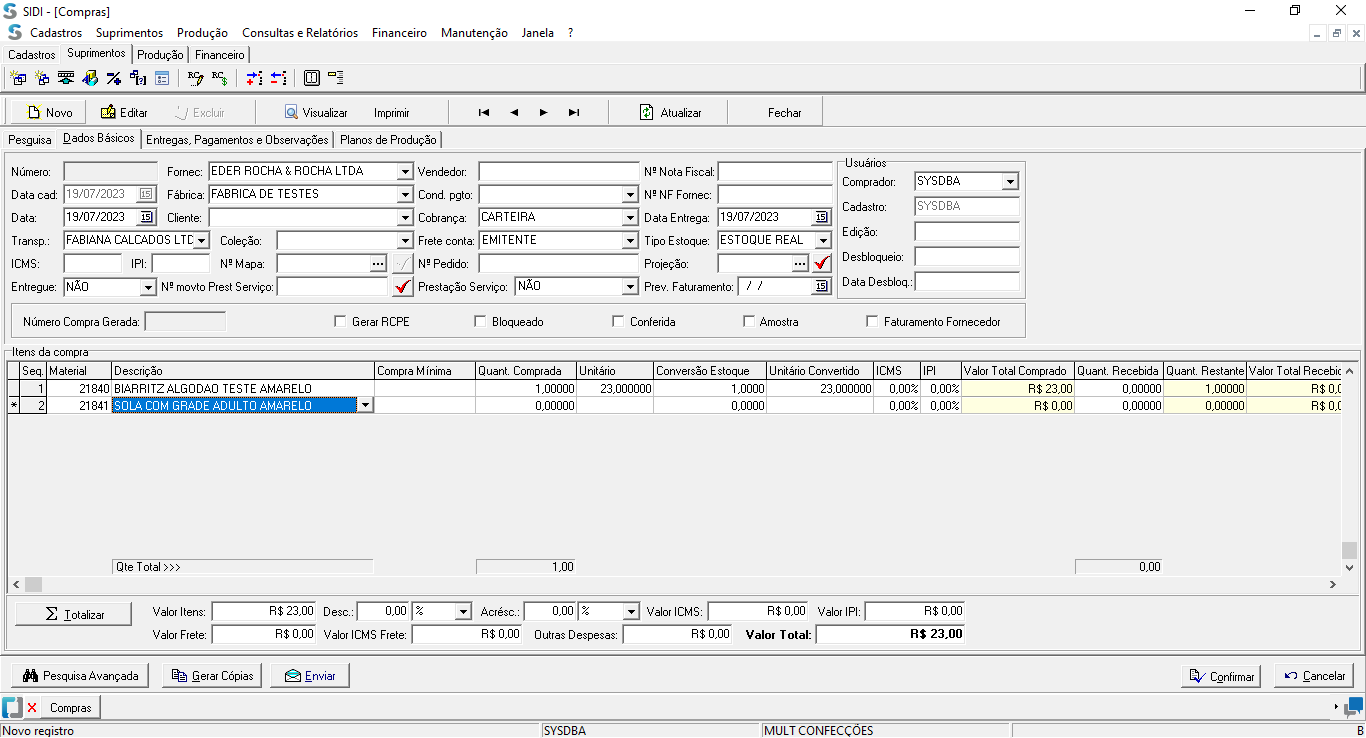 SIDI - [Compras]
Cadastros Suprimentos Produção Consultas e Relatórios Financeiro Manutenção Janela ?
Cadastros Suprimentos Produção Financeiro
Novo Editar Excluir Visualizar Imprimir Atualizar Fechar
Pesquisa Dados Básicos Entregas, Pagamentos e Observações Planos de Produção
Número: Fornec: EDER ROCHA & ROCHA LTDA Vendedor: Nº Nota Fiscal: Usuários
Data cad: 19/07/2023 15 Fábrica: FABRICA DE TESTES Cond. pgto: Nº NF Fornec: Comprador: SYSDBA
Data: 19/07/2023 15 Cliente: Cobrança: CARTEIRA Data Entrega: 19/07/2023 15 Cadastro: SYSDBA
Transp.: FABIANA CALCADOS LTC Coleção: Frete conta: EMITENTE Tipo Estoque: ESTOQUE REAL Edição:
ICMS: IPI: Nº Mapa: ... Nº Pedido: Projeção: ... Desbloqueio:
Entregue: NÃO Nº movto Prest Serviço: Prestação Serviço: NÃO Prev. Faturamento: / / 15 Data Desbloq.:
Número Compra Gerada: Gerar RCPE Bloqueado Conferida Amostra Faturamento Fornecedor
Itens da compra
Seq. Material Descrição Compra Mínima Quant. Comprada Unitário Conversão Estoque Unitário Convertido ICMS IPI Valor Total Comprado Quant. Recebida Quant. Restante Valor Total Recebic
1 21840 BIARRITZ ALGODAO TESTE AMARELO 1,00000 23,000000 1,0000 23,000000 0,00% 0,00% R$ 23,00 0,00000 1,00000 R$ 0,0
* 2 21841 SOLA COM GRADE ADULTO AMARELO 0,00000 0,0000 0,00% 0,00% R$ 0,00 0,00000 0,00000 R$ 0,0
Qte Total >>> 1,00 0,00
Σ Totalizar Valor Itens: R$ 23,00 Desc.: 0,00 % Acrésc.: 0,00 % Valor ICMS: R$ 0,00 Valor IPI: R$ 0,00
Valor Frete: R$ 0,00 Valor ICMS Frete: R$ 0,00 Outras Despesas: R$ 0,00 Valor Total: R$ 23,00
Pesquisa Avançada Gerar Cópias Enviar Confirmar Cancelar
Compras
Novo registro SYSDBA MULT CONFECÇÕES B